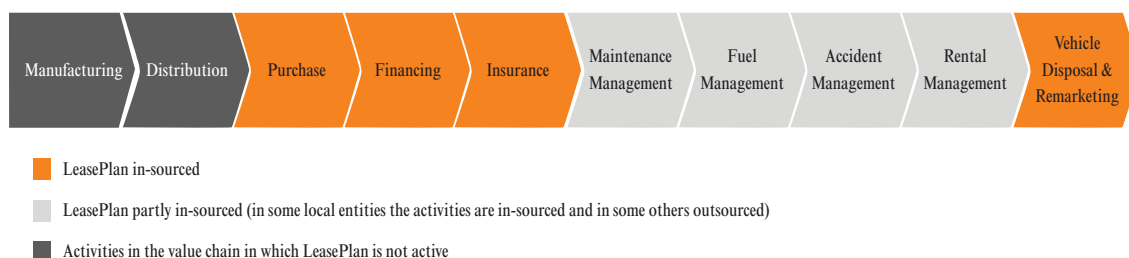 Manufacturing
Distribution
Purchase
Financing
Insurance
Maintenance
Management
Fuel
Management
Accident
Management
Rental
Management
Vehicle
Disposal &
Remarketing
LeasePlan in-sourced
LeasePlan partly in-sourced (in some local entities the activities are in-sourced and in some others outsourced)
Activities in the value chain in which LeasePlan is not active